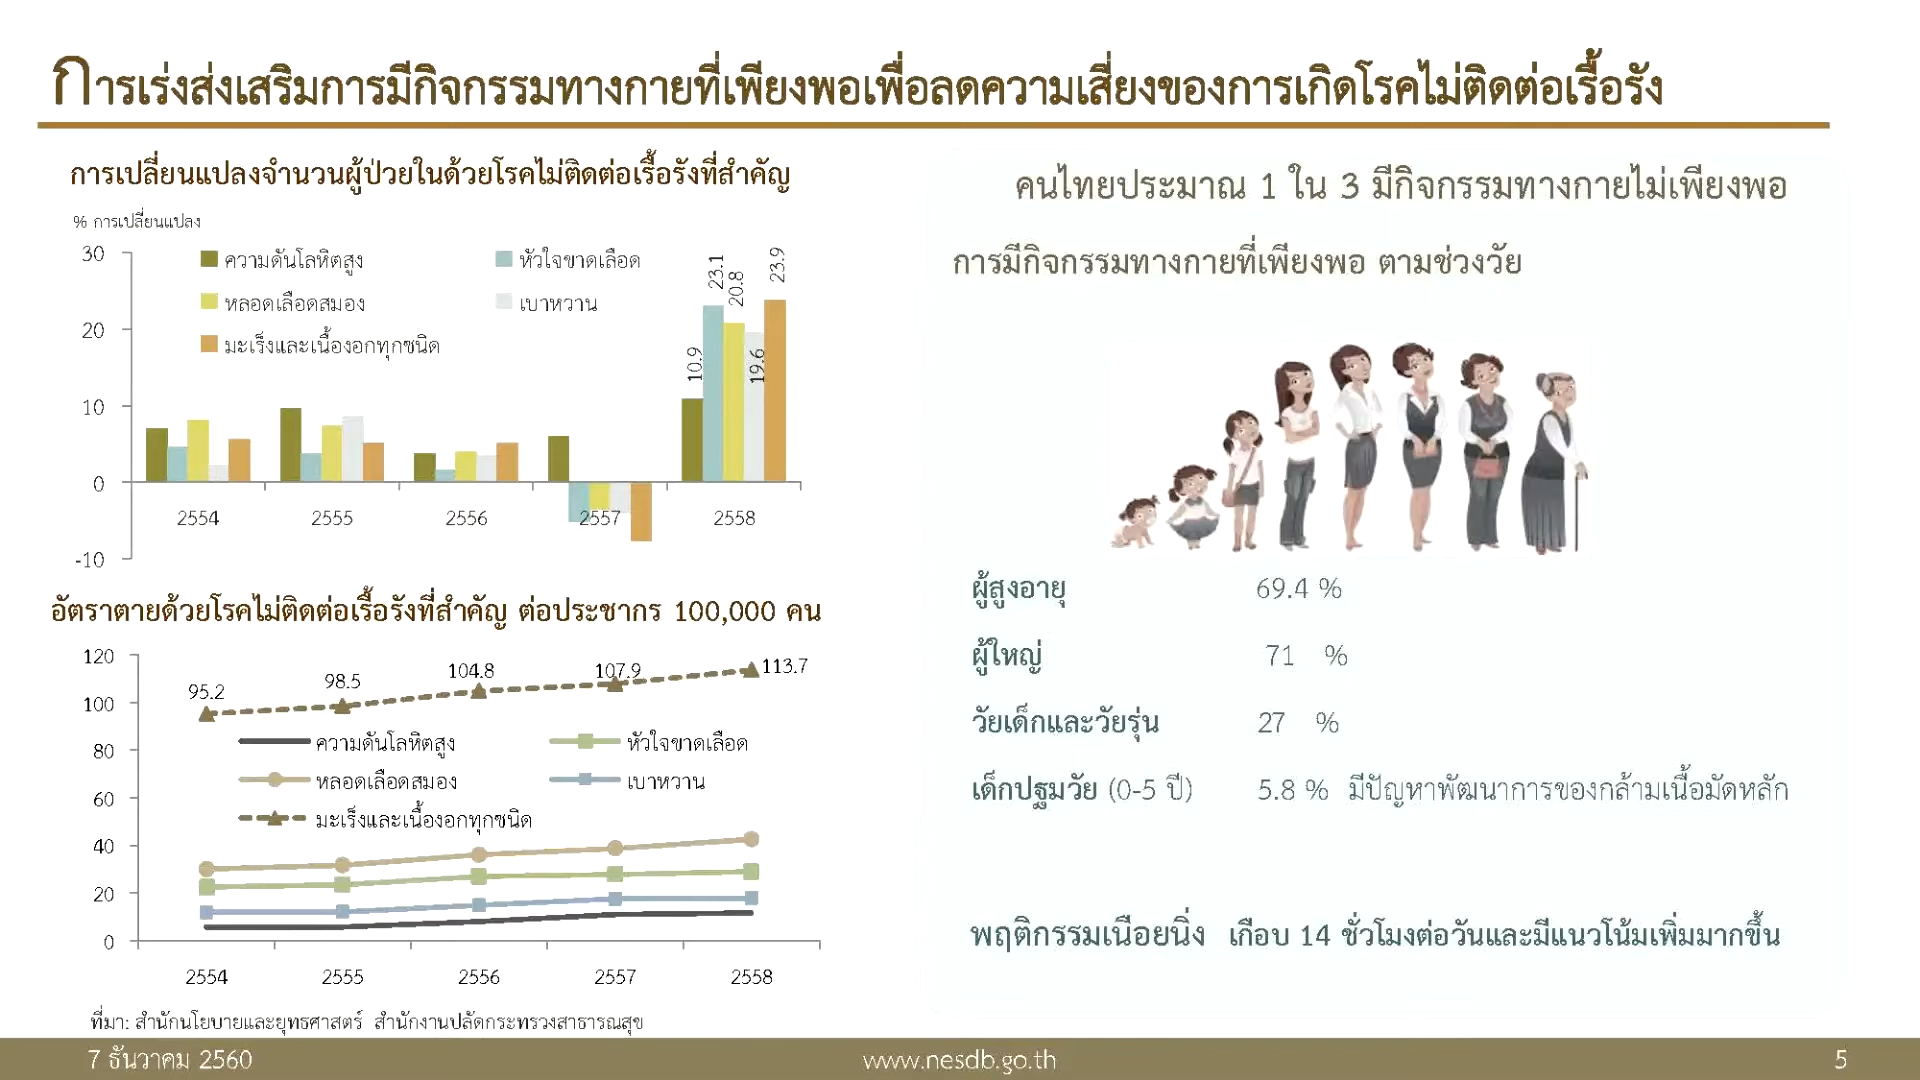 การเร่งส่งเสริมการมีกิจกรรมทางกายที่เพียงพอเพื่อลดความเสี่ยงของการเกิดโรคไม่ติดต่อเรื้อรัง
การเปลี่ยนแปลงจำนวนผู้ป่วยในด้วยโรคไม่ติดต่อเรื้อรังที่สำคัญ
% การเปลี่ยนแปลง
30
20
10
0
-10
ความดันโลหิตสูง
หัวใจขาดเลือด
หลอดเลือดสมอง
เบาหวาน
มะเร็งและเนื้องอกทุกชนิด
10.9
23.1
20.8
19.6
23.9
2554 2555 2556 2557 2558
อัตราตายด้วยโรคไม่ติดต่อเรื้อรังที่สำคัญ ต่อประชากร 100,000 คน
120
100
80
60
40
20
0
95.2 98.5 104.8 107.9 113.7
ความดันโลหิตสูง
หัวใจขาดเลือด
หลอดเลือดสมอง
เบาหวาน
มะเร็งและเนื้องอกทุกชนิด
2554 2555 2556 2557 2558
ที่มา: สำนักนโยบายและยุทธศาสตร์ สำนักงานปลัดกระทรวงสาธารณสุข
คนไทยประมาณ 1 ใน 3 มีกิจกรรมทางกายไม่เพียงพอ
การมีกิจกรรมทางกายที่เพียงพอ ตามช่วงวัย
ผู้สูงอายุ 69.4 %
ผู้ใหญ่ 71 %
วัยเด็กและวัยรุ่น 27 %
เด็กปฐมวัย (0-5 ปี) 5.8 % มีปัญหาพัฒนาการของกล้ามเนื้อมัดหลัก
พฤติกรรมเนือยนิ่ง เกือบ 14 ชั่วโมงต่อวันและมีแนวโน้มเพิ่มมากขึ้น
7 ธันวาคม 2560
www.nesdb.go.th
5